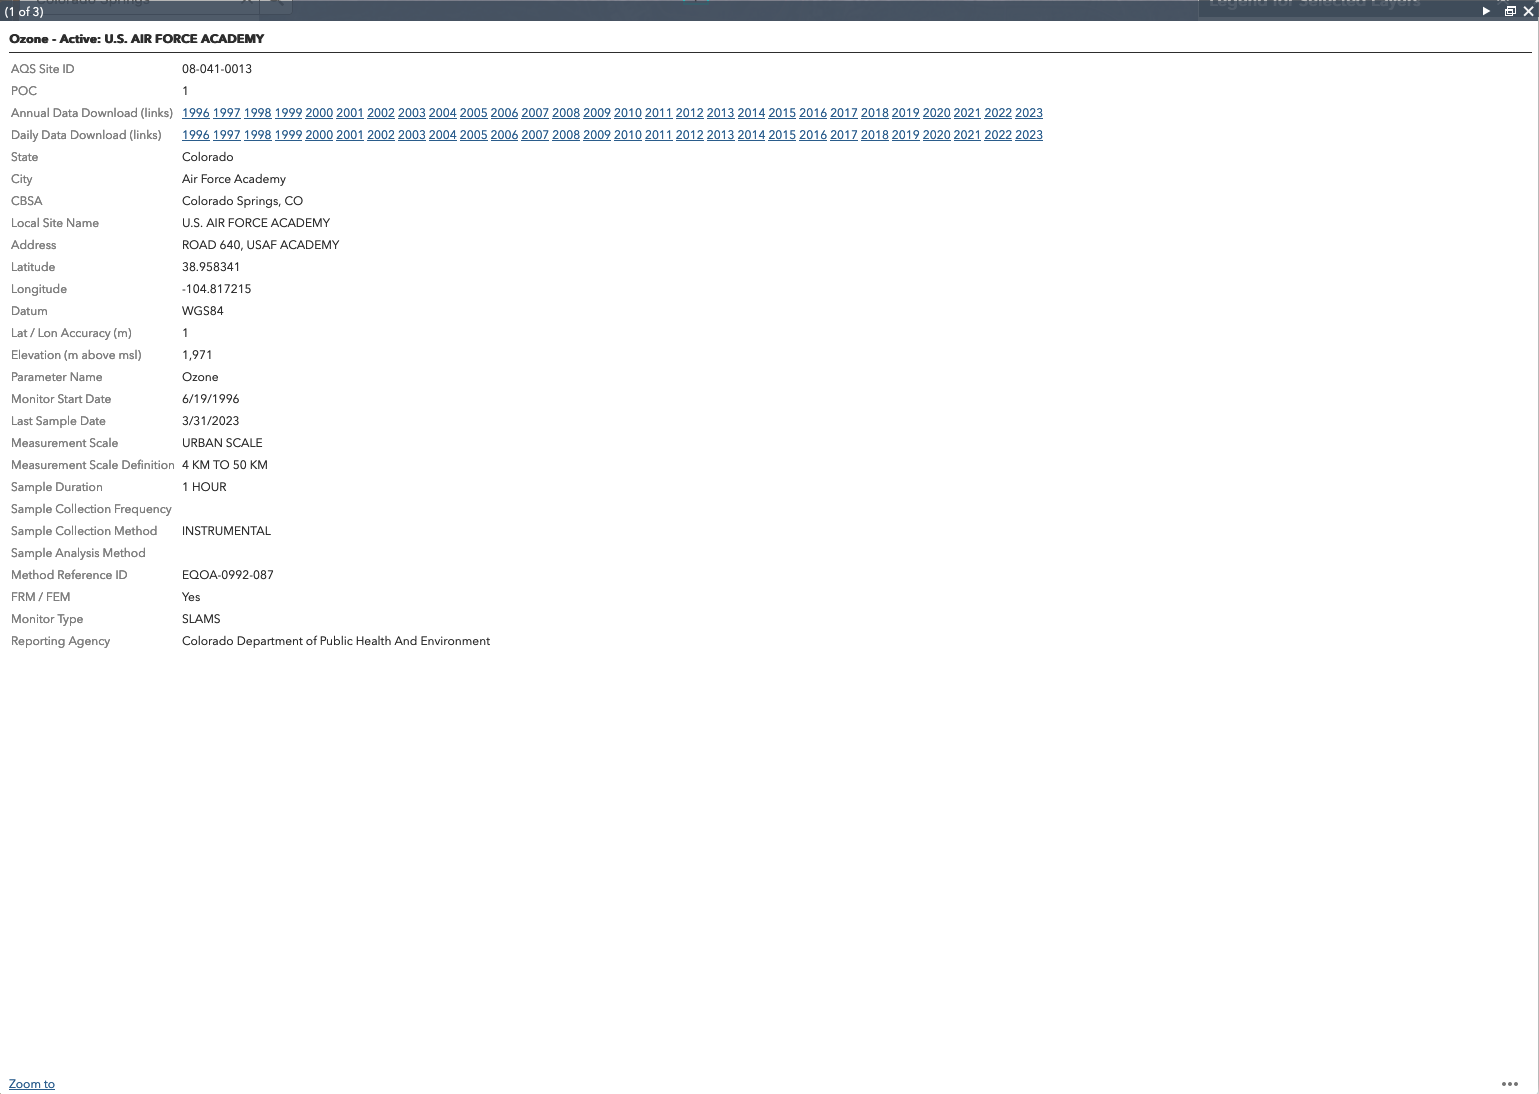 Colorado Springs
Legend for Selected Layers
(1 of 3)
Ozone - Active: U.S. AIR FORCE ACADEMY
AQS Site ID 08-041-0013
POC 1
Annual Data Download (links) 1996 1997 1998 1999 2000 2001 2002 2003 2004 2005 2006 2007 2008 2009 2010 2011 2012 2013 2014 2015 2016 2017 2018 2019 2020 2021 2022 2023
Daily Data Download (links) 1996 1997 1998 1999 2000 2001 2002 2003 2004 2005 2006 2007 2008 2009 2010 2011 2012 2013 2014 2015 2016 2017 2018 2019 2020 2021 2022 2023
State Colorado
City Air Force Academy
CBSA Colorado Springs, CO
Local Site Name U.S. AIR FORCE ACADEMY
Address ROAD 640, USAF ACADEMY
Latitude 38.958341
Longitude -104.817215
Datum WGS84
Lat / Lon Accuracy (m) 1
Elevation (m above msl) 1,971
Parameter Name Ozone
Monitor Start Date 6/19/1996
Last Sample Date 3/31/2023
Measurement Scale URBAN SCALE
Measurement Scale Definition 4 KM TO 50 KM
Sample Duration 1 HOUR
Sample Collection Frequency
Sample Collection Method INSTRUMENTAL
Sample Analysis Method
Method Reference ID EQOA-0992-087
FRM / FEM Yes
Monitor Type SLAMS
Reporting Agency Colorado Department of Public Health And Environment
Zoom to